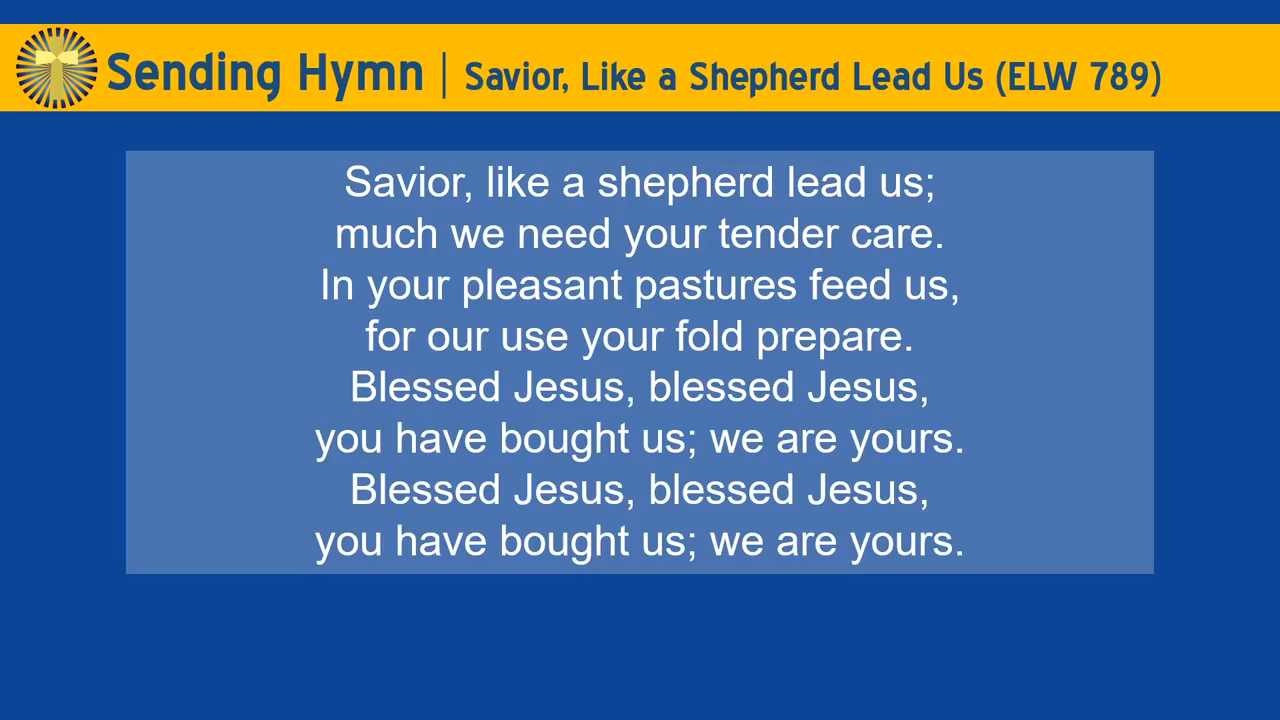 Sending Hymn | Savior, Like a Shepherd Lead Us (ELW 789)
Savior, like a shepherd lead us;
much we need your tender care.
In your pleasant pastures feed us,
for our use your fold prepare.
Blessed Jesus, blessed Jesus,
you have bought us; we are yours.
Blessed Jesus, blessed Jesus,
you have bought us; we are yours.